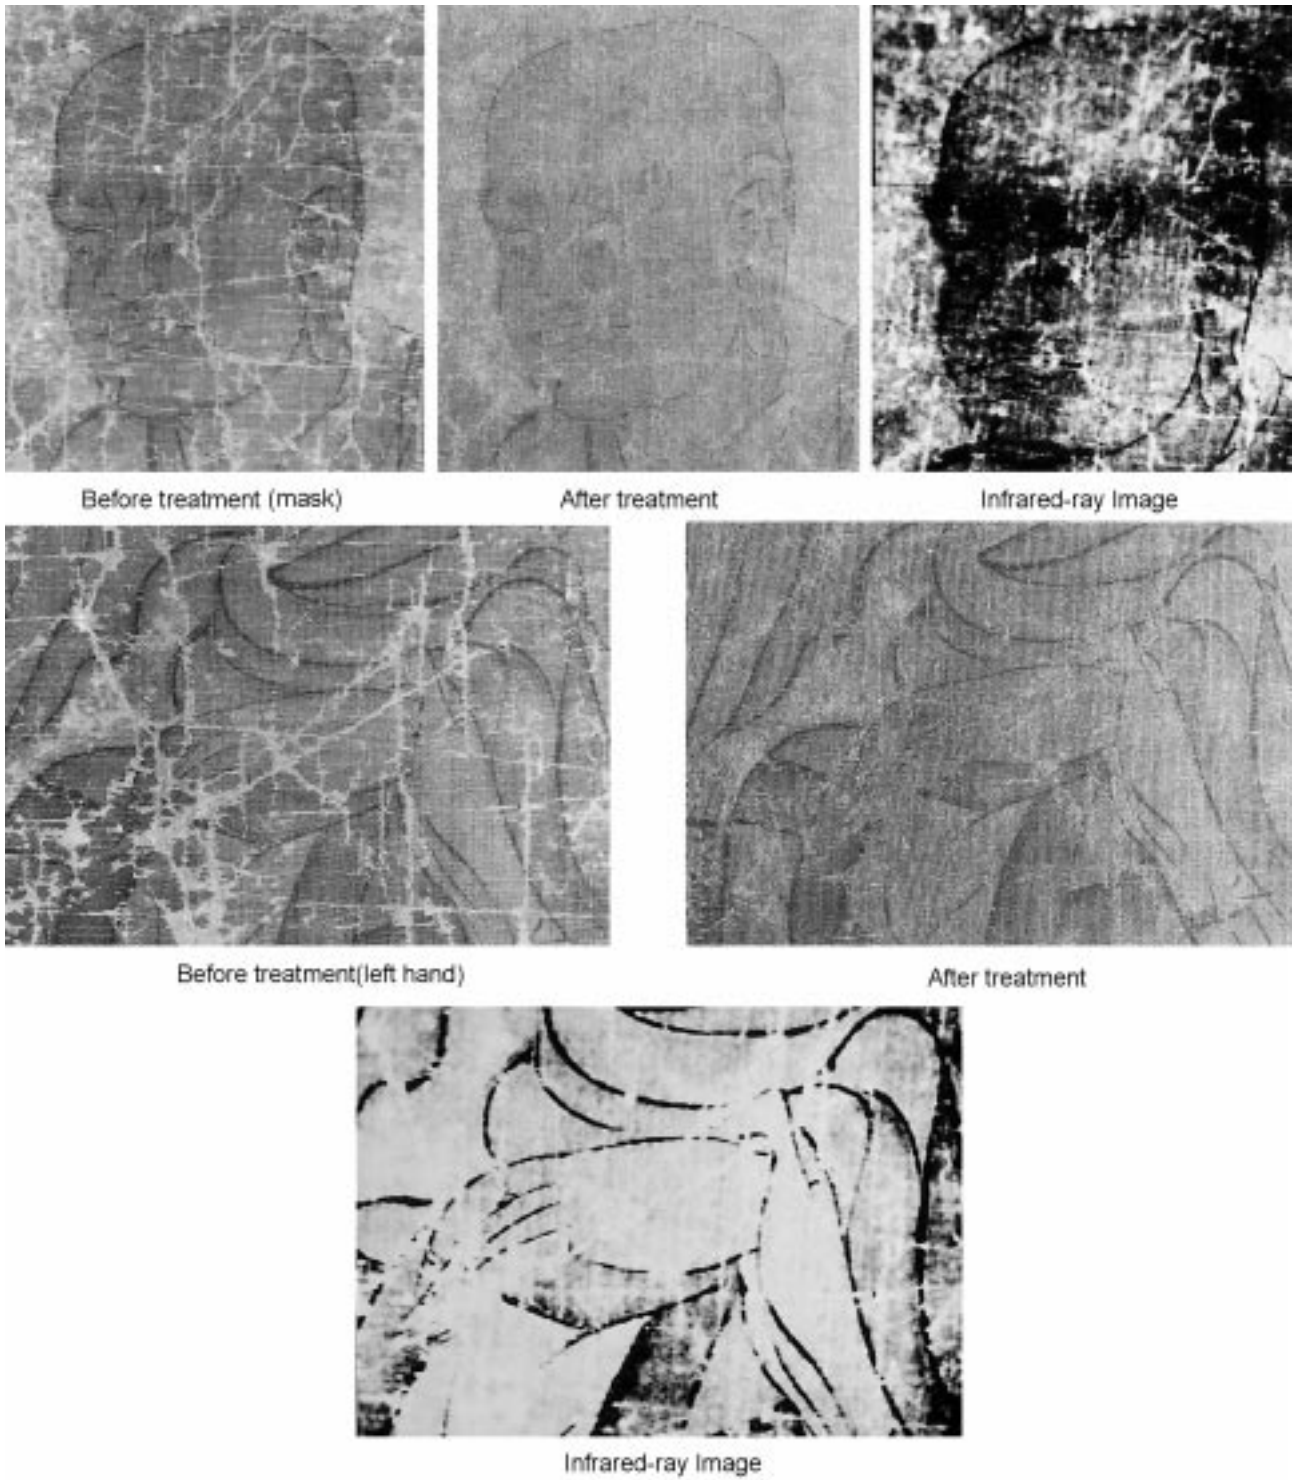 Before treatment (mask)
After treatment
Infrared-ray Image
Before treatment(left hand)
After treatment
Infrared-ray Image